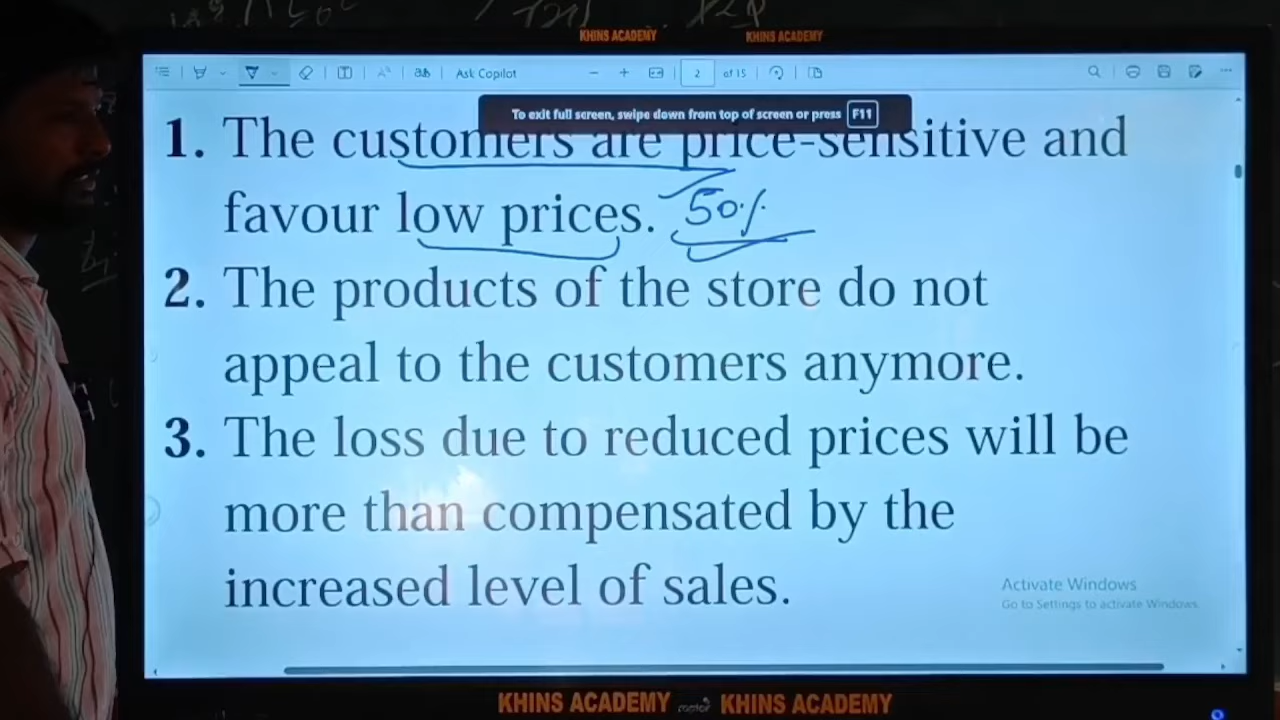 KHINS ACADEMY KHINS ACADEMY
Ask Copilot 2 of 15
To exit full screen, swipe down from top of screen or press F11
1. The customers are price-sensitive and
favour low prices. 50%
2. The products of the store do not
appeal to the customers anymore.
3. The loss due to reduced prices will be
more than compensated by the
increased level of sales.
Activate Windows
Go to Settings to activate Windows.
KHINS ACADEMY KHINS ACADEMY